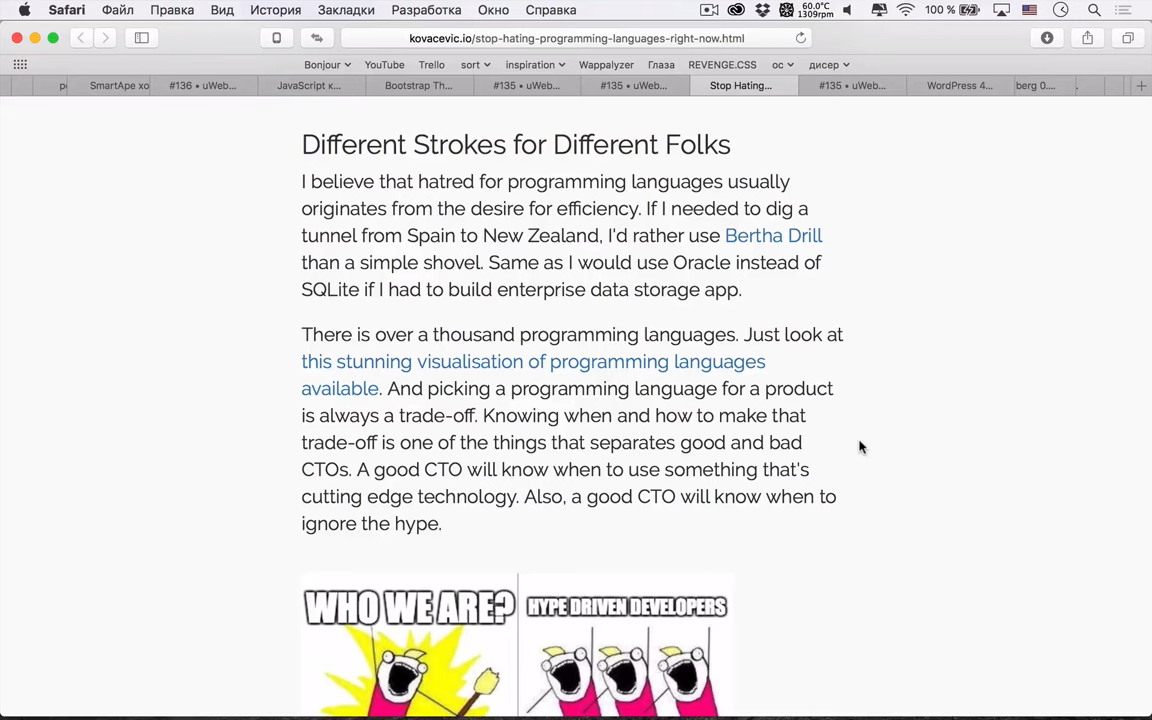 Safari Файл Правка Вид История Закладки Разработка Окно Справка 60.0°C 1309rpm 100 %
kovacevic.io/stop-hating-programming-languages-right-now.html
Bonjour YouTube Trello sort inspiration Wappalyzer Глаза REVENGE.CSS ос дисер
SmartApe хо #136 • uWeb... JavaScript к... Bootstrap Th... #135 • uWeb... #135 • uWeb... Stop Hating... #135 • uWeb... WordPress 4... berg 0....
Different Strokes for Different Folks
I believe that hatred for programming languages usually
originates from the desire for efficiency. If I needed to dig a
tunnel from Spain to New Zealand, I'd rather use Bertha Drill
than a simple shovel. Same as I would use Oracle instead of
SQLite if I had to build enterprise data storage app.
There is over a thousand programming languages. Just look at
this stunning visualisation of programming languages
available. And picking a programming language for a product
is always a trade-off. Knowing when and how to make that
trade-off is one of the things that separates good and bad
CTOs. A good CTO will know when to use something that's
cutting edge technology. Also, a good CTO will know when to
ignore the hype.
WHO WE ARE? HYPE DRIVEN DEVELOPERS